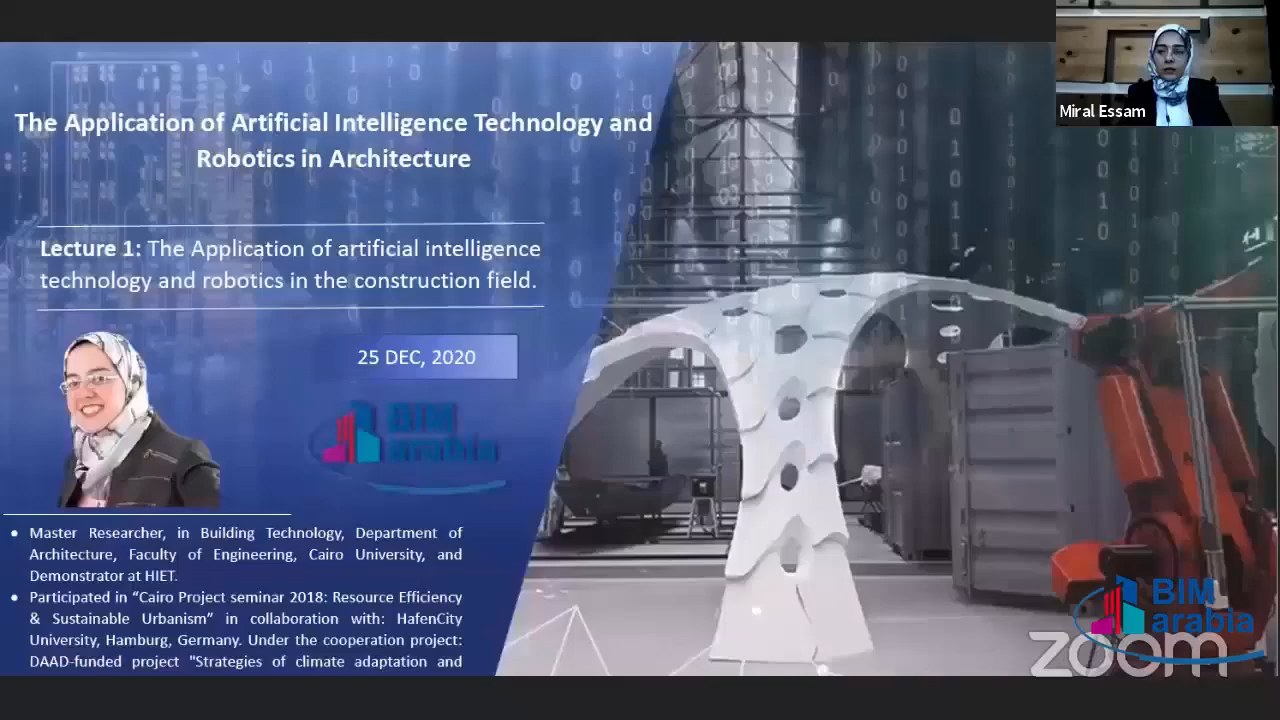 The Application of Artificial Intelligence Technology and
Robotics in Architecture
Lecture 1: The Application of artificial intelligence
technology and robotics in the construction field.
25 DEC, 2020
BIM
arabia
• Master Researcher, in Building Technology, Department of
Architecture, Faculty of Engineering, Cairo University, and
Demonstrator at HIET.
• Participated in “Cairo Project seminar 2018: Resource Efficiency
& Sustainable Urbanism” in collaboration with: HafenCity
University, Hamburg, Germany. Under the cooperation project:
DAAD-funded project "Strategies of climate adaptation and
Miral Essam
BIM
arabia
zoom